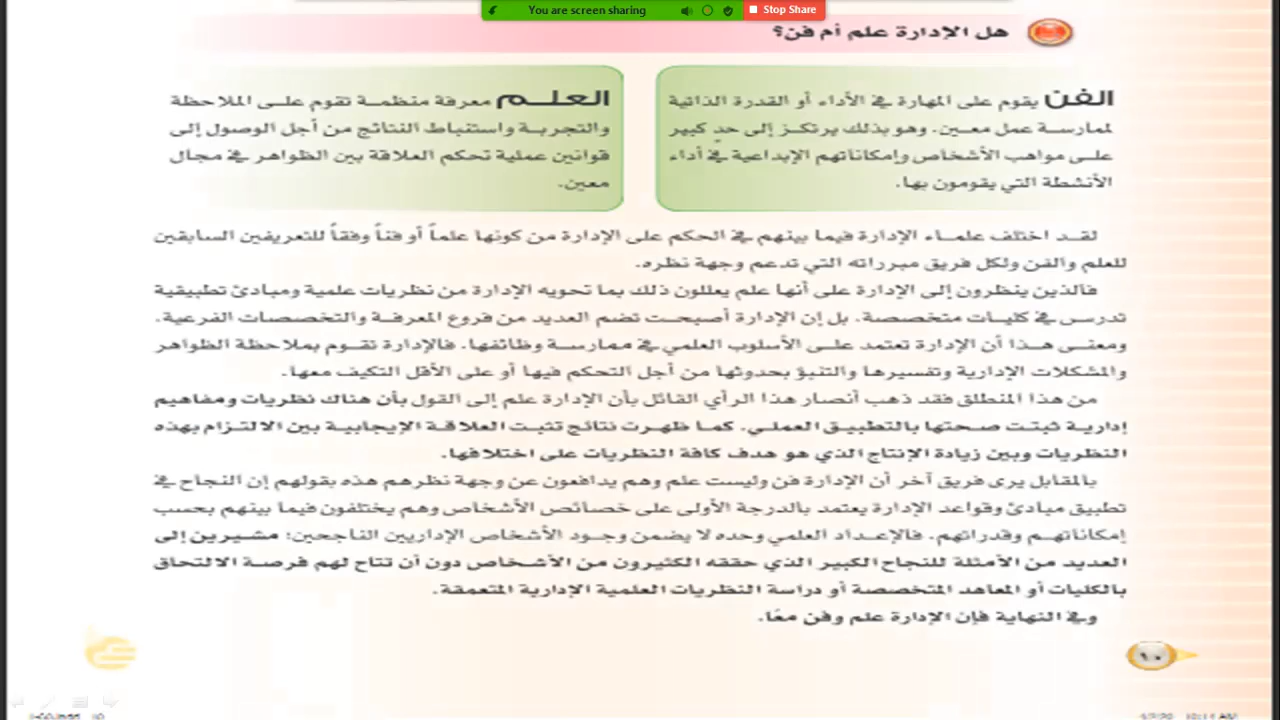 You are screen sharing
Stop Share
هل الإدارة علم أم فن؟
الفن يقوم على المهارة في الأداء أو القدرة الذاتية
لممارسة عمل معين. وهو بذلك يرتكز إلى حدٍ كبير
على مواهب الأشخاص وإمكاناتهم الإبداعية في أداء
الأنشطة التي يقومون بها.
العلم معرفة منظمة تقوم على الملاحظة
والتجربة واستنباط النتائج من أجل الوصول إلى
قوانين عملية تحكم العلاقة بين الظواهر في مجال
معين.
لقد اختلف علماء الإدارة فيما بينهم في الحكم على الإدارة من كونها علماً أو فناً وفقاً للتعريفين السابقين
للعلم والفن ولكل فريق مبرراته التي تدعم وجهة نظره.
فالذين ينظرون إلى الإدارة على أنها علم يعللون ذلك بما تحويه الإدارة من نظريات علمية ومبادئ تطبيقية
تدرس في كليات متخصصة. بل إن الإدارة أصبحت تضم العديد من فروع المعرفة والتخصصات الفرعية.
ومعنى هذا أن الإدارة تعتمد على الأسلوب العلمي في ممارسة وظائفها. فالإدارة تقوم بملاحظة الظواهر
والمشكلات الإدارية وتفسيرها والتنبؤ بحدوثها من أجل التحكم فيها أو على الأقل التكيف معها.
من هذا المنطلق فقد ذهب أنصار هذا الرأي القائل بأن الإدارة علم إلى القول بأن هناك نظريات ومفاهيم
إدارية ثبتت صحتها بالتطبيق العملي. كما ظهرت نتائج تثبت العلاقة الإيجابية بين الالتزام بهذه
النظريات وبين زيادة الإنتاج الذي هو هدف كافة النظريات على اختلافها.
بالمقابل يرى فريق آخر أن الإدارة فن وليست علم وهم يدافعون عن وجهة نظرهم هذه بقولهم إن النجاح في
تطبيق مبادئ وقواعد الإدارة يعتمد بالدرجة الأولى على خصائص الأشخاص وهم يختلفون فيما بينهم بحسب
إمكاناتهم وقدراتهم. فالإعداد العلمي وحده لا يضمن وجود الأشخاص الإداريين الناجحين: مشيرين إلى
العديد من الأمثلة للنجاح الكبير الذي حققه الكثيرون من الأشخاص دون أن تتاح لهم فرصة الالتحاق
بالكليات أو المعاهد المتخصصة أو دراسة النظريات العلمية الإدارية المتعمقة.
وفي النهاية فإن الإدارة علم وفن معًا.
١٠